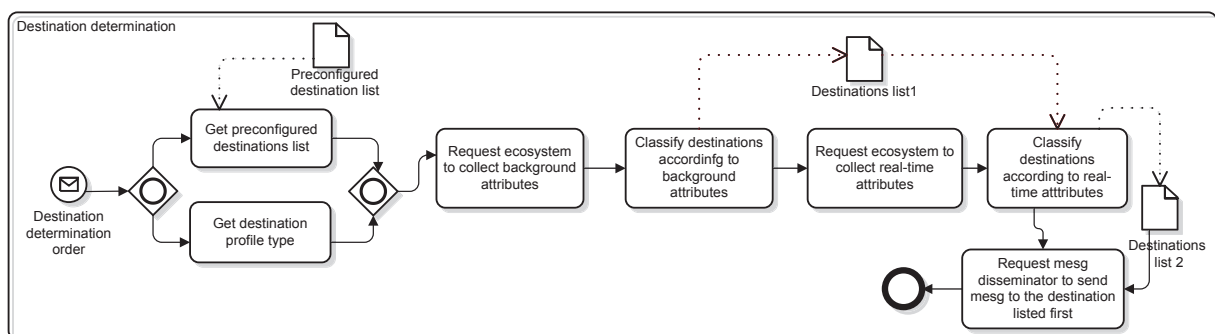 Destination determination
Preconfigured
destination list
Destinations list1
Get preconfigured
destinations list
Request ecosystem
to collect background
attributes
Classify destinations
accordinfg to
background
attributes
Request ecosystem to
collect real-time
attributes
Classify
destinations
according to real-
time atttributes
Destination
determination
order
Get destination
profile type
Destinations
list 2
Request mesg
disseminator to send
mesg to the destination
listed first